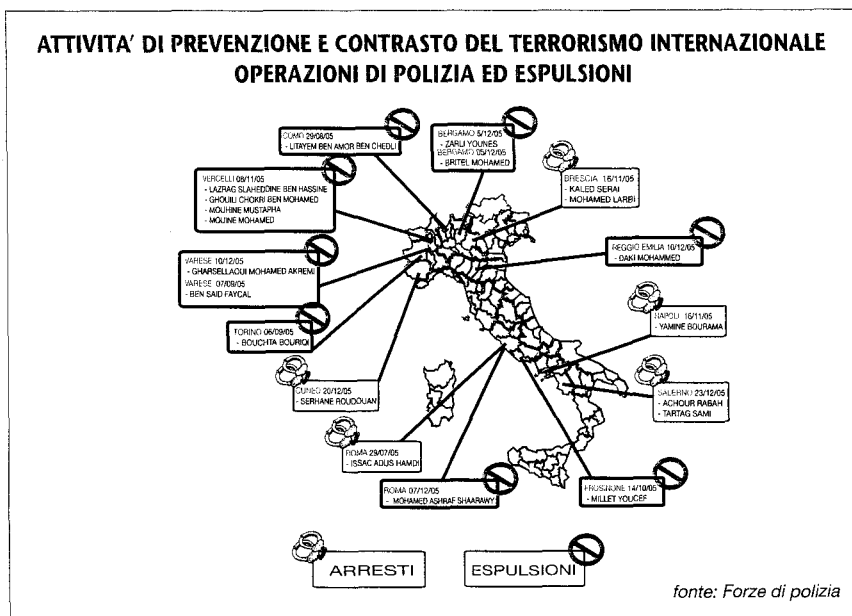 ATTIVITA' DI PREVENZIONE E CONTRASTO DEL TERRORISMO INTERNAZIONALE
OPERAZIONI DI POLIZIA ED ESPULSIONI
COMO 29/08/05
- LITAYEM BEN AMOR BEN CHEDLI
BERGAMO 5/12/05
- ZARLI YOUNES
BERGAMO 05/12/05
- BRITEL MOHAMED
VERCELLI 08/11/05
- LAZRAG SLAHEDDINE BEN HASSINE
- GHOUILI CHOKRI BEN MOHAMED
- MOUHINE MUSTAPHA
- MOUINE MOHAMED
BRESCIA 16/11/05
- KALED SERAI
- MOHAMED LARBI
VARESE 10/12/05
- GHARSELLAOUI MOHAMED AKREMI
VARESE 07/09/05
- BEN SAID FAYCAL
REGGIO EMILIA 10/12/05
- DAKI MOHAMMED
TORINO 06/09/05
- BOUCHTA BOURIQI
NAPOLI 16/11/05
- YAMINE BOURAMA
CUNEO 20/12/05
- SERHANE ROUDOUAN
SALERNO 23/12/05
- ACHOUR RABAH
- TARTAG SAMI
ROMA 29/07/05
- ISSAC ADUS HAMDI
ROMA 07/12/05
- MOHAMED ASHRAF SHAARAWY
FROSINONE 14/10/05
- MILLET YOUCEF
ARRESTI
ESPULSIONI
fonte: Forze di polizia